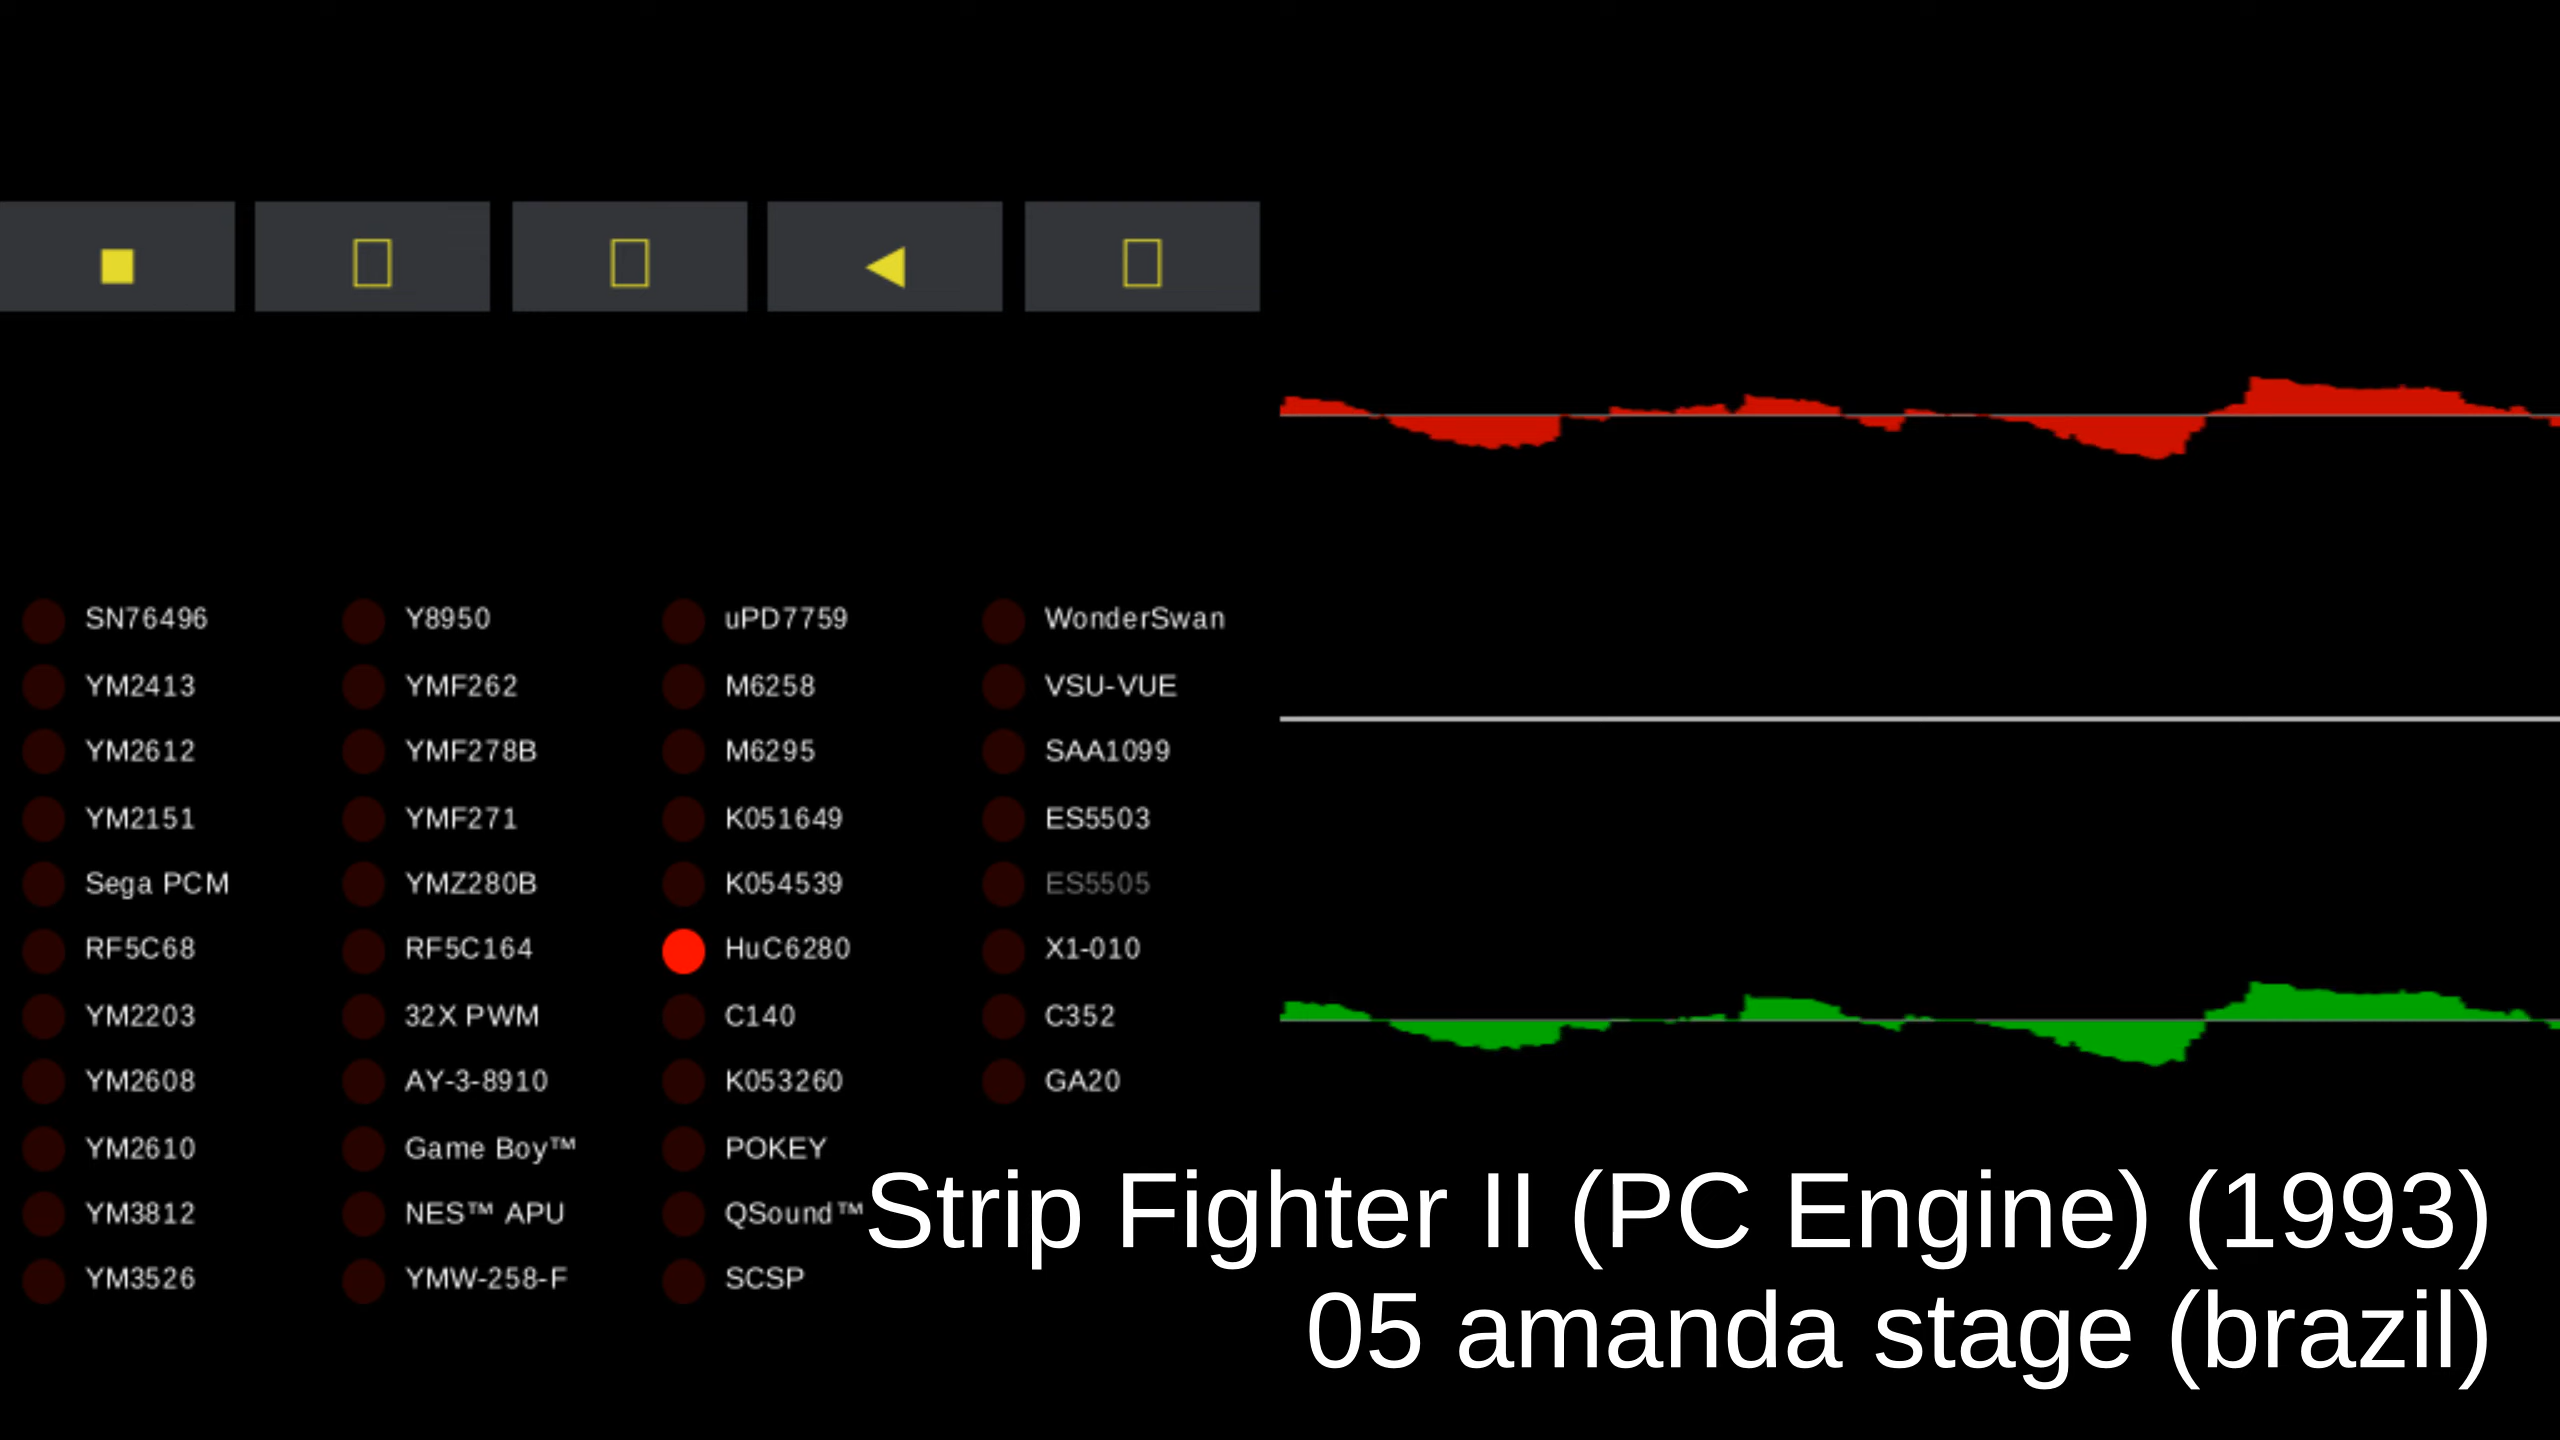 SN76496
YM2413
YM2612
YM2151
Sega PCM
RF5C68
YM2203
YM2608
YM2610
YM3812
YM3526
Y8950
YMF262
YMF278B
YMF271
YMZ280B
RF5C164
32X PWM
AY-3-8910
Game Boy™
NES™ APU
YMW-258-F
uPD7759
M6258
M6295
K051649
K054539
HuC6280
C140
K053260
POKEY
QSound™
SCSP
WonderSwan
VSU-VUE
SAA1099
ES5503
ES5505
X1-010
C352
GA20
Strip Fighter II (PC Engine) (1993)
05 amanda stage (brazil)